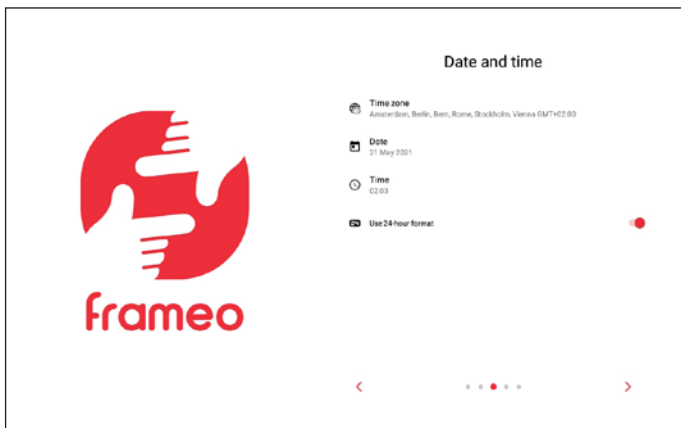 Date and time
Time zone
Amsterdam, Berlin, Bern, Rome, Stockholm, Vienna GMT+02:00
Date
21 May 2021
Time
02:03
Use 24-hour format
frameo